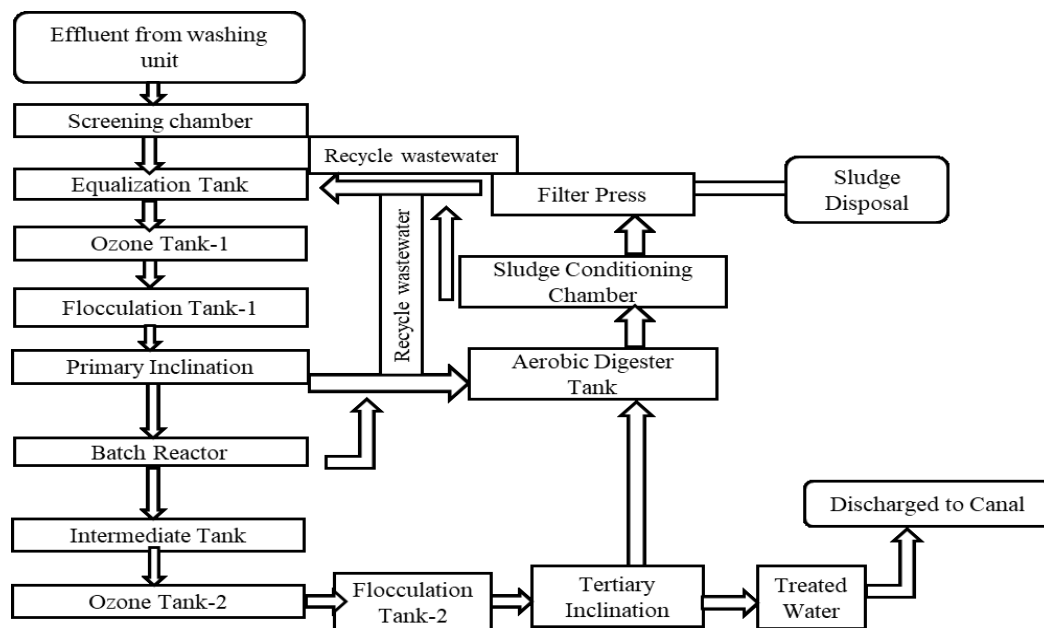 Effluent from washing
unit
Screening chamber
Recycle wastewater
Equalization Tank
Filter Press
Sludge
Disposal
Ozone Tank-1
Recycle wastewater
Sludge Conditioning
Chamber
Flocculation Tank-1
Primary Inclination
Aerobic Digester
Tank
Batch Reactor
Discharged to Canal
Intermediate Tank
Ozone Tank-2
Flocculation
Tank-2
Tertiary
Inclination
Treated
Water